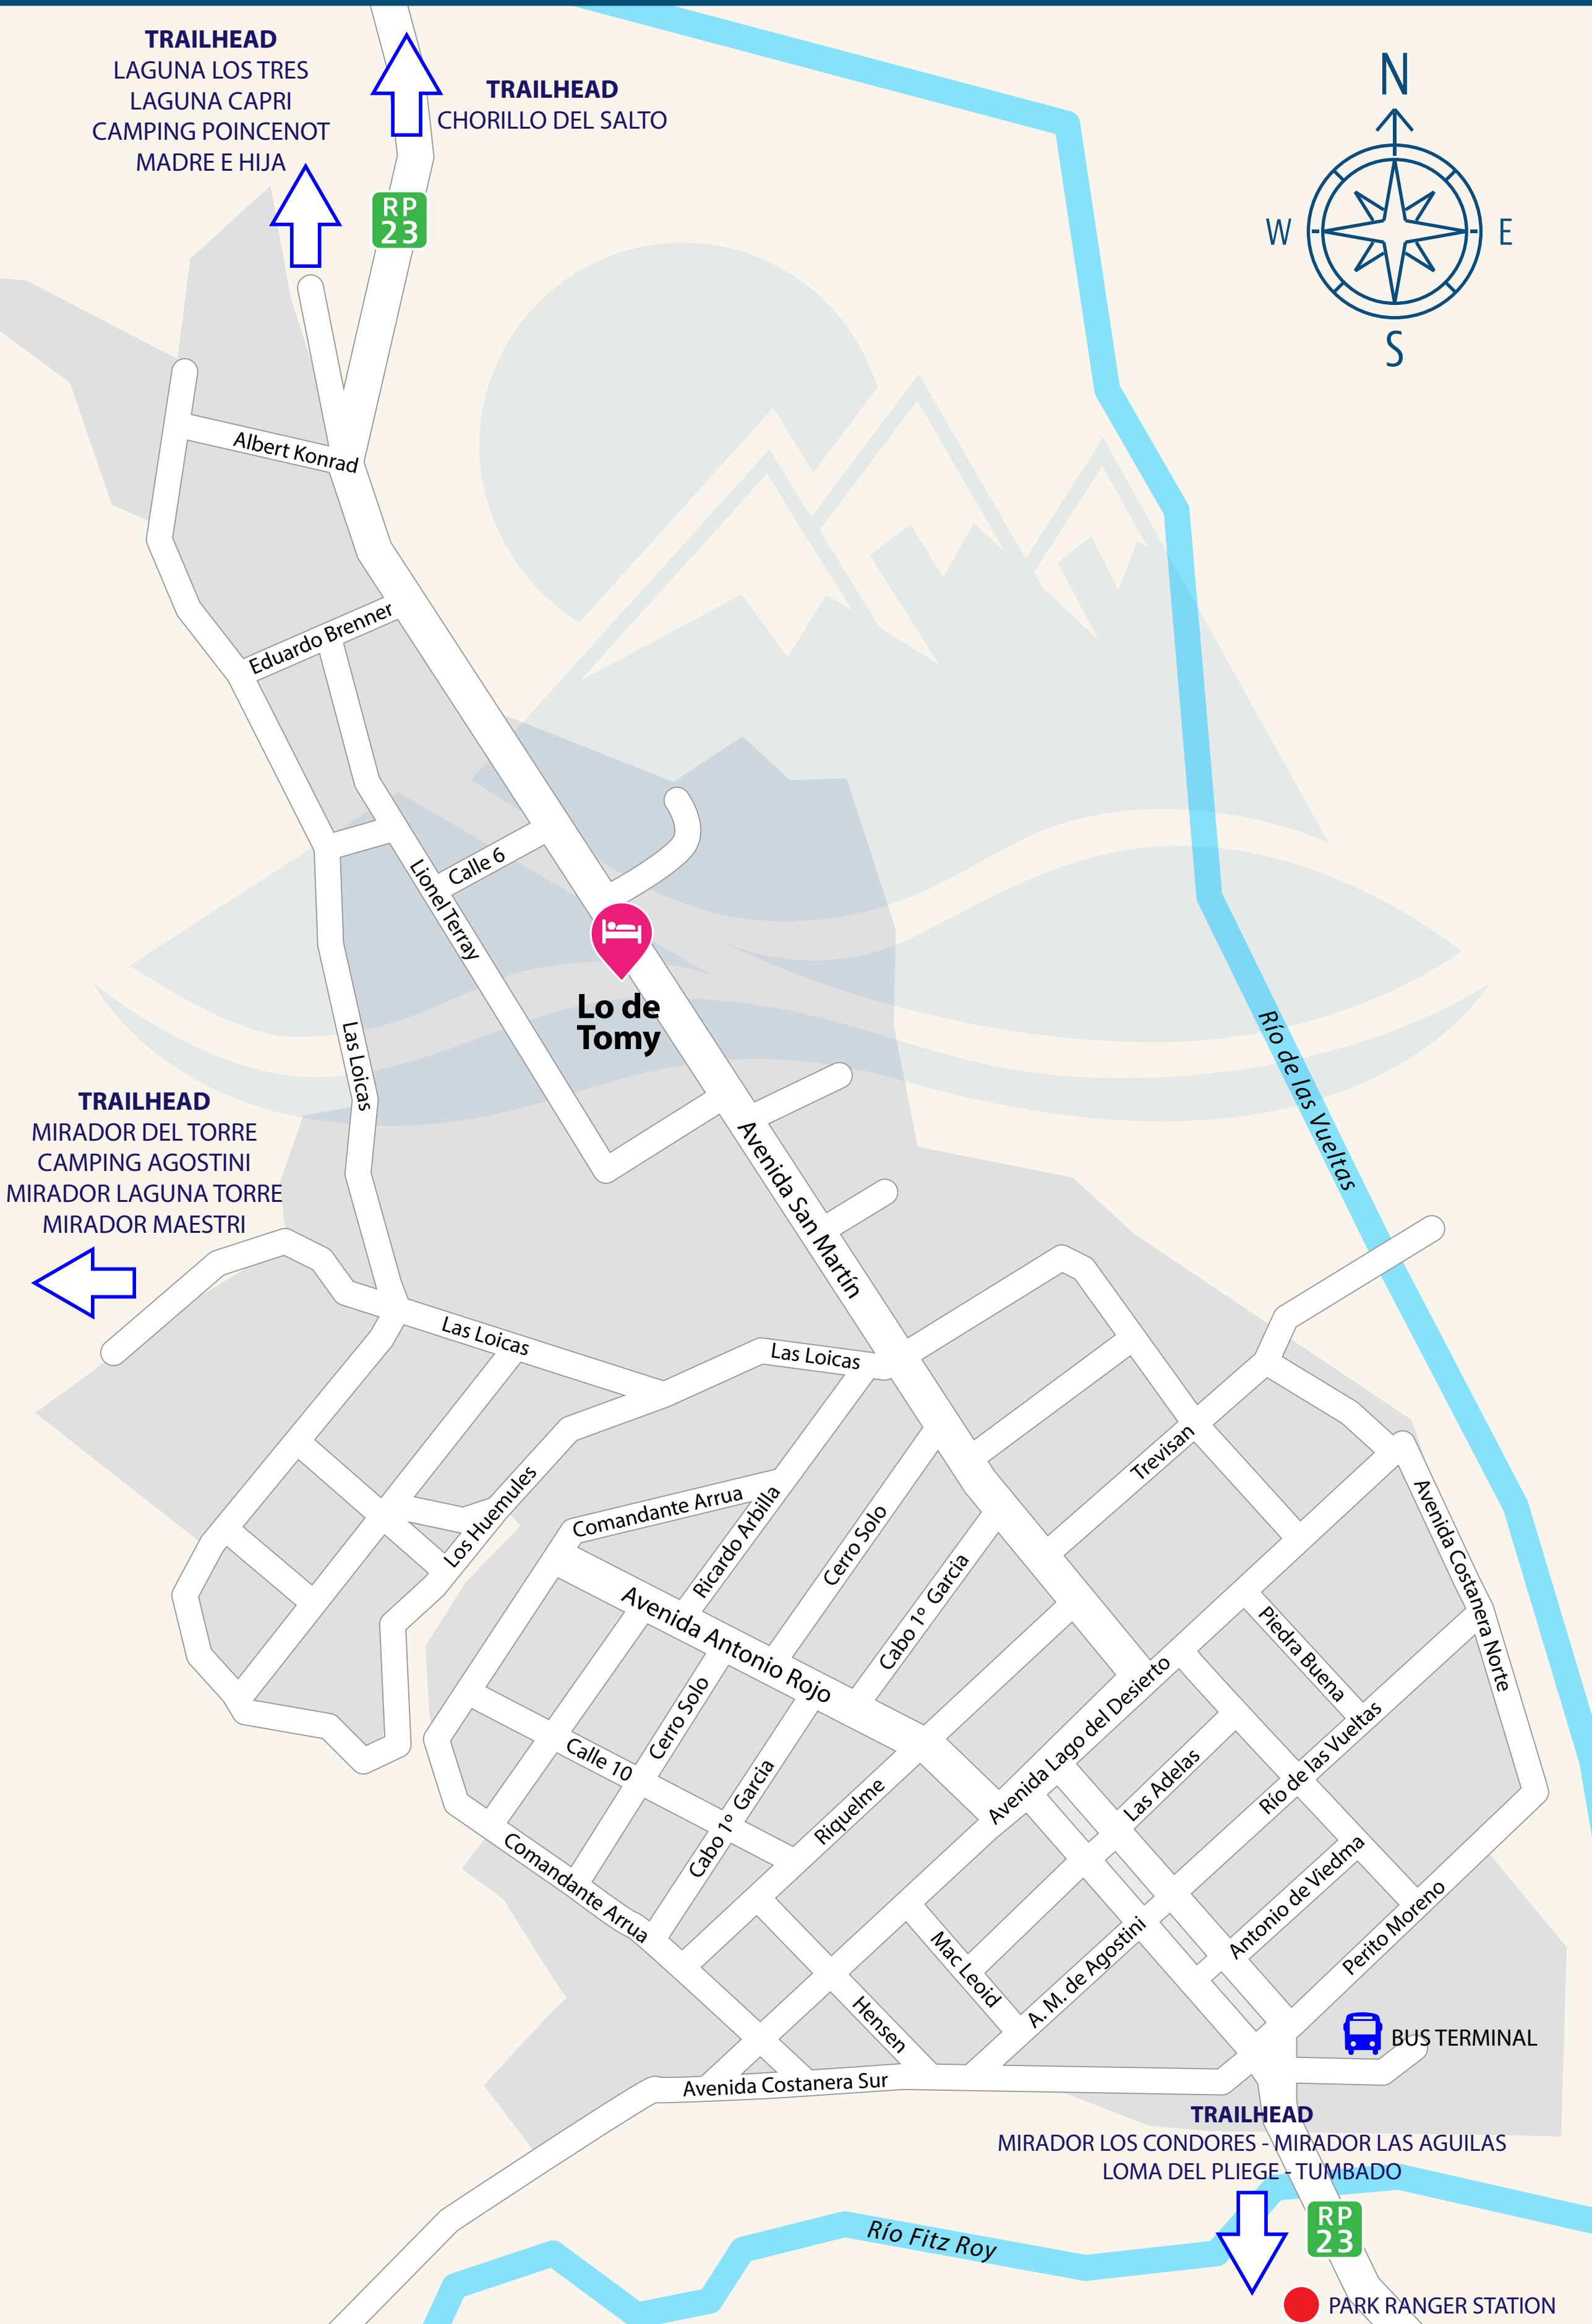 TRAILHEAD
LAGUNA LOS TRES
LAGUNA CAPRI
CAMPING POINCENOT
MADRE E HIJA
TRAILHEAD
CHORILLO DEL SALTO
RP
23
N
W
E
S
Albert Konrad
Eduardo Brenner
Calle 6
Lionel Terray
Lo de
Tomy
Las Loicas
Río de las Vueltas
TRAILHEAD
MIRADOR DEL TORRE
CAMPING AGOSTINI
MIRADOR LAGUNA TORRE
MIRADOR MAESTRI
Avenida San Martín
Las Loicas
Las Loicas
Trevisan
Los Huemules
Comandante Arrua
Ricardo Arbilla
Cerro Solo
Cabo 1º Garcia
Avenida Costanera Norte
Avenida Antonio Rojo
Piedra Buena
Cerro Solo
Calle 10
Avenida Lago del Desierto
Río de las Vueltas
Las Adelas
Cabo 1º Garcia
Riquelme
Comandante Arrua
Antonio de Viedma
Perito Moreno
Mac Leoid
A. M. de Agostini
Hensen
BUS TERMINAL
Avenida Costanera Sur
TRAILHEAD
MIRADOR LOS CONDORES - MIRADOR LAS AGUILAS
LOMA DEL PLIEGE - TUMBADO
Río Fitz Roy
RP
23
PARK RANGER STATION